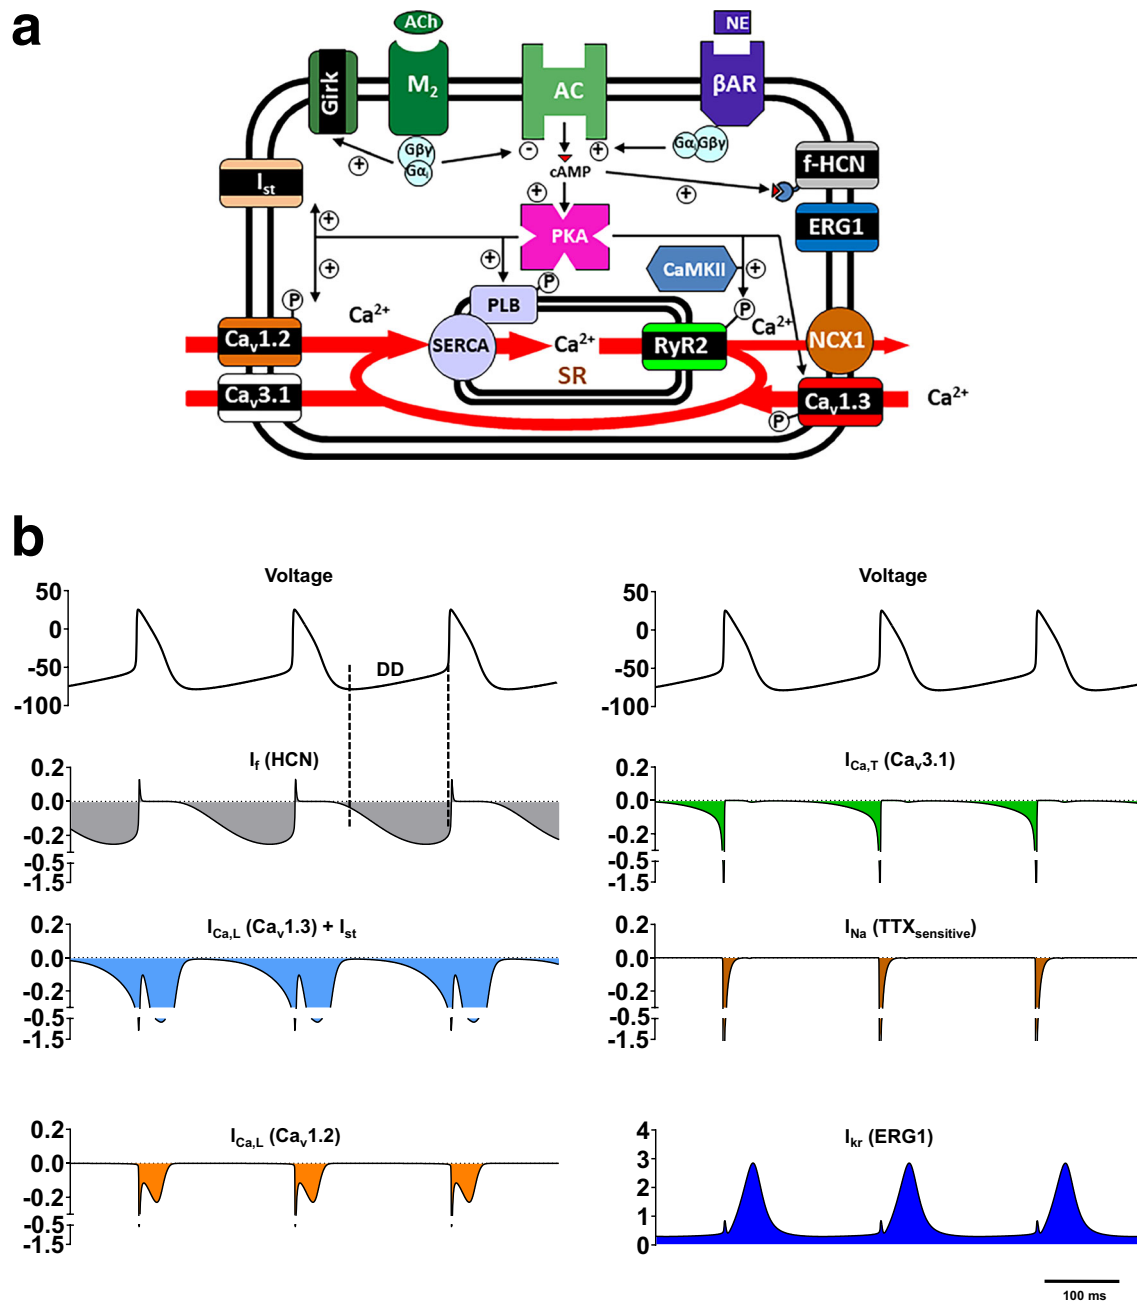 a
ACh
NE
Girk
M2
AC
βAR
Gβγ
Gαi
-
+
Gαi
Gβγ
+
cAMP
+
+
f-HCN
Ist
+
PKA
ERG1
+
+
CaMKII
+
P
P
PLB
P
Ca2+
Ca2+
Cav1.2
SERCA
Ca2+
RyR2
NCX1
SR
Cav3.1
Cav1.3
Ca2+
P
b
Voltage
50
0
-50
-100
DD
Voltage
50
0
-50
-100
If (HCN)
0.2
0.0
-0.2
-0.5
-1.5
ICa,T (Cav3.1)
0.2
0.0
-0.2
-0.5
-1.5
ICa,L (Cav1.3) + Ist
0.2
0.0
-0.2
-0.5
-1.5
INa (TTXsensitive)
0.2
0.0
-0.2
-0.5
-1.5
ICa,L (Cav1.2)
0.2
0.0
-0.2
-0.5
-1.5
Ikr (ERG1)
4
3
2
1
0
100 ms